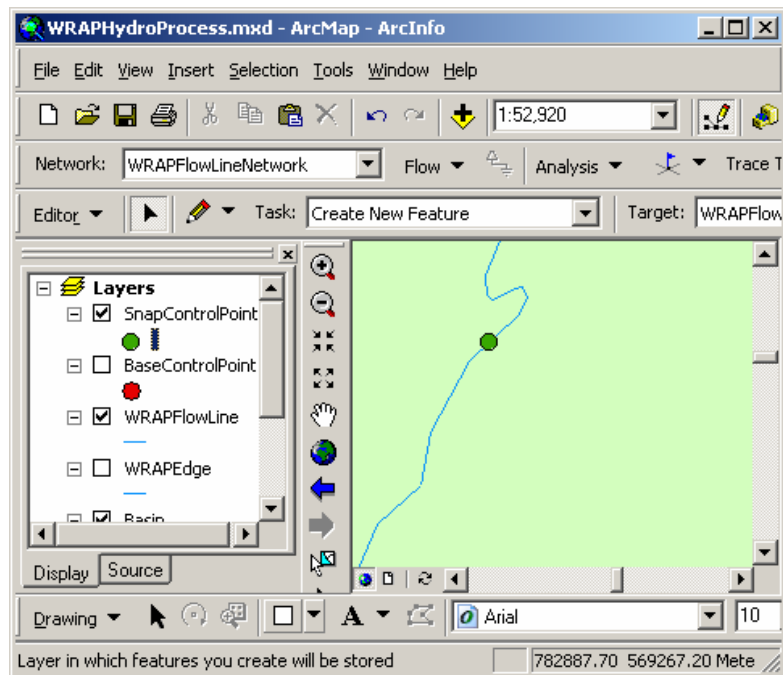 WRAPHydroProcess.mxd - ArcMap - ArcInfo
File Edit View Insert Selection Tools Window Help
1:52,920
Network: WRAPFlowLineNetwork Flow Analysis Trace T
Editor Task: Create New Feature Target: WRAPFlow
Layers
SnapControlPoint
BaseControlPoint
WRAPFlowLine
WRAPEdge
Basin
Display Source
Drawing A Arial 10
Layer in which features you create will be stored 782887.70 569267.20 Mete